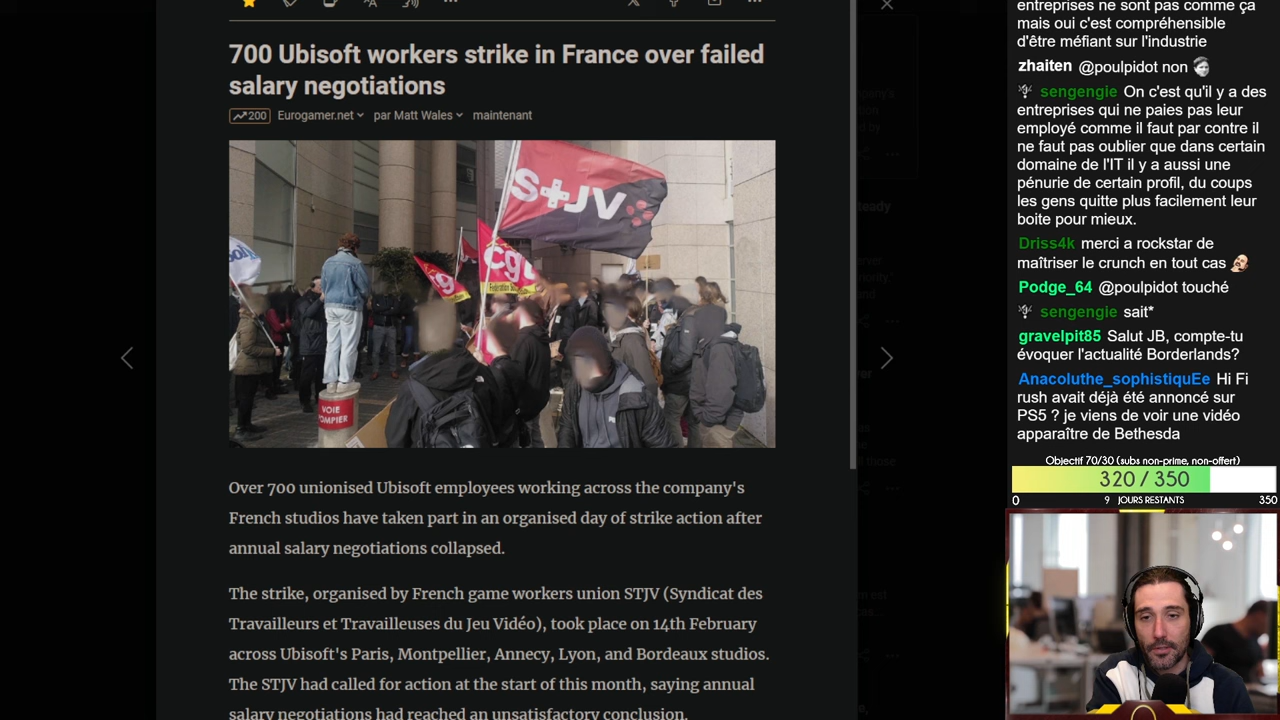 700 Ubisoft workers strike in France over failed
salary negotiations
200 Eurogamer.net par Matt Wales maintenant
S+JV
cgt
cgt
VOIE
POMPIER
Over 700 unionised Ubisoft employees working across the company's
French studios have taken part in an organised day of strike action after
annual salary negotiations collapsed.
The strike, organised by French game workers union STJV (Syndicat des
Travailleurs et Travailleuses du Jeu Vidéo), took place on 14th February
across Ubisoft's Paris, Montpellier, Annecy, Lyon, and Bordeaux studios.
The STJV had called for action at the start of this month, saying annual
salary negotiations had reached an unsatisfactory conclusion.
entreprises ne sont pas comme ça
mais oui c'est compréhensible
d'être méfiant sur l'industrie
zhaiten @poulpidot non
sengengie On c'est qu'il y a des
entreprises qui ne paies pas leur
employé comme il faut par contre il
ne faut pas oublier que dans certain
domaine de l'IT il y a aussi une
pénurie de certain profil, du coups
les gens quitte plus facilement leur
boite pour mieux.
Driss4k merci a rockstar de
maîtriser le crunch en tout cas
Podge_64 @poulpidot touché
sengengie sait*
gravelpit85 Salut JB, compte-tu
évoquer l'actualité Borderlands?
Anacoluthe_sophistiquEe Hi Fi
rush avait déjà été annoncé sur
PS5 ? je viens de voir une vidéo
apparaître de Bethesda
Objectif 70/30 (subs non-prime, non-offert)
320 / 350
0 9 JOURS RESTANTS 350